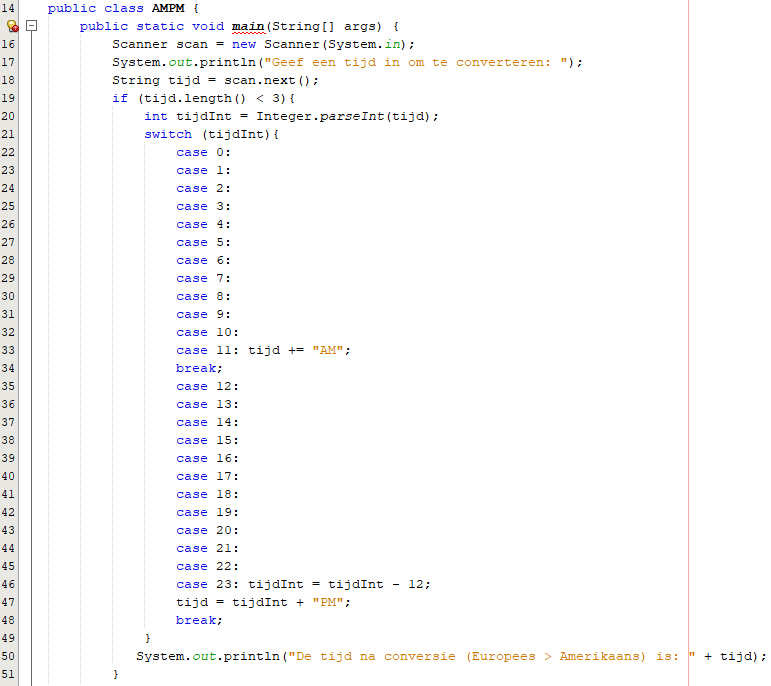 14 public class AMPM {
public static void main(String[] args) {
16 Scanner scan = new Scanner(System.in);
17 System.out.println("Geef een tijd in om te converteren: ");
18 String tijd = scan.next();
19 if (tijd.length() < 3){
20 int tijdInt = Integer.parseInt(tijd);
21 switch (tijdInt){
22 case 0:
23 case 1:
24 case 2:
25 case 3:
26 case 4:
27 case 5:
28 case 6:
29 case 7:
30 case 8:
31 case 9:
32 case 10:
33 case 11: tijd += "AM";
34 break;
35 case 12:
36 case 13:
37 case 14:
38 case 15:
39 case 16:
40 case 17:
41 case 18:
42 case 19:
43 case 20:
44 case 21:
45 case 22:
46 case 23: tijdInt = tijdInt - 12;
47 tijd = tijdInt + "PM";
48 break;
49 }
50 System.out.println("De tijd na conversie (Europees > Amerikaans) is: " + tijd);
51 }